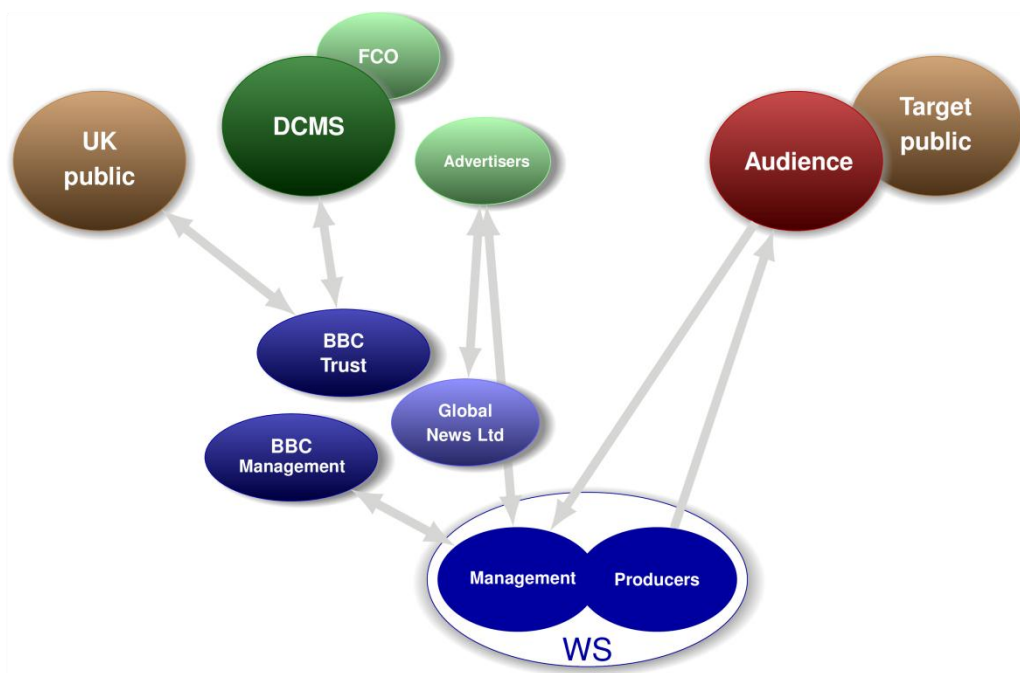 FCO
DCMS
UK
public
Advertisers
Audience
Target
public
BBC
Trust
Global
News Ltd
BBC
Management
Management
Producers
WS